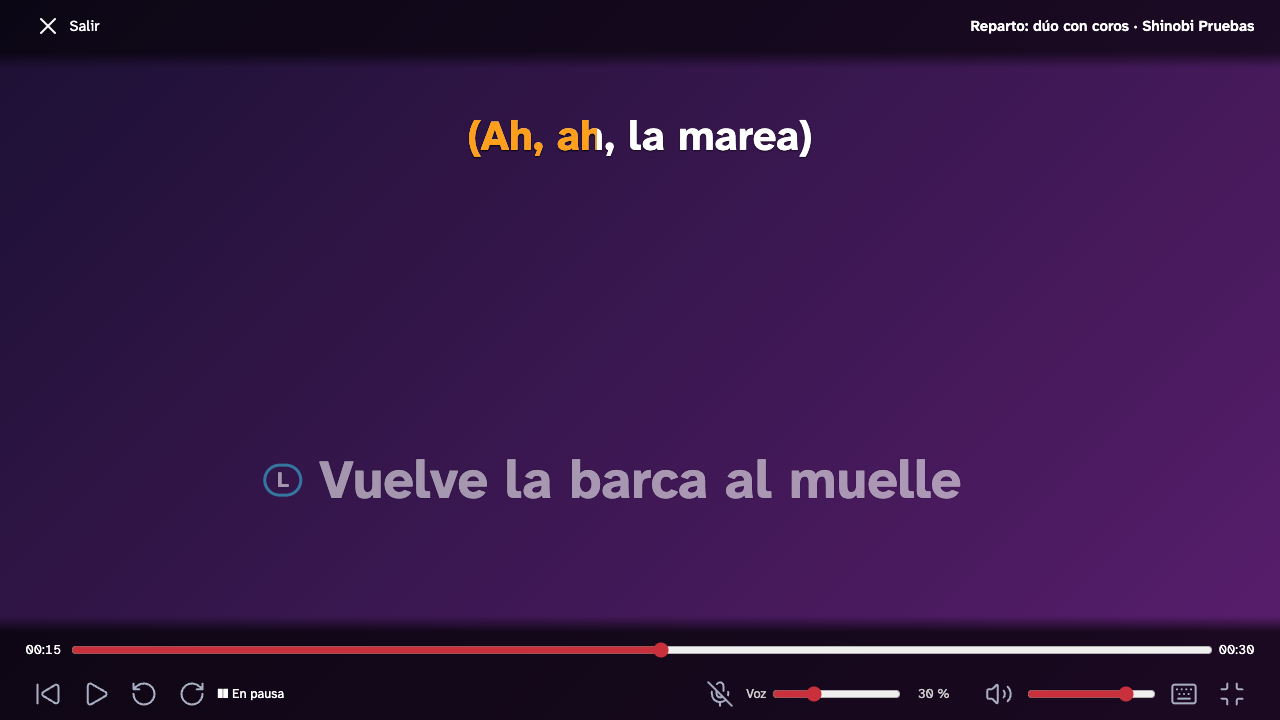 Salir
Reparto: dúo con coros · Shinobi Pruebas
(Ah, ah, la marea)
L Vuelve la barca al muelle
00:15
00:30
En pausa
Voz
30 %